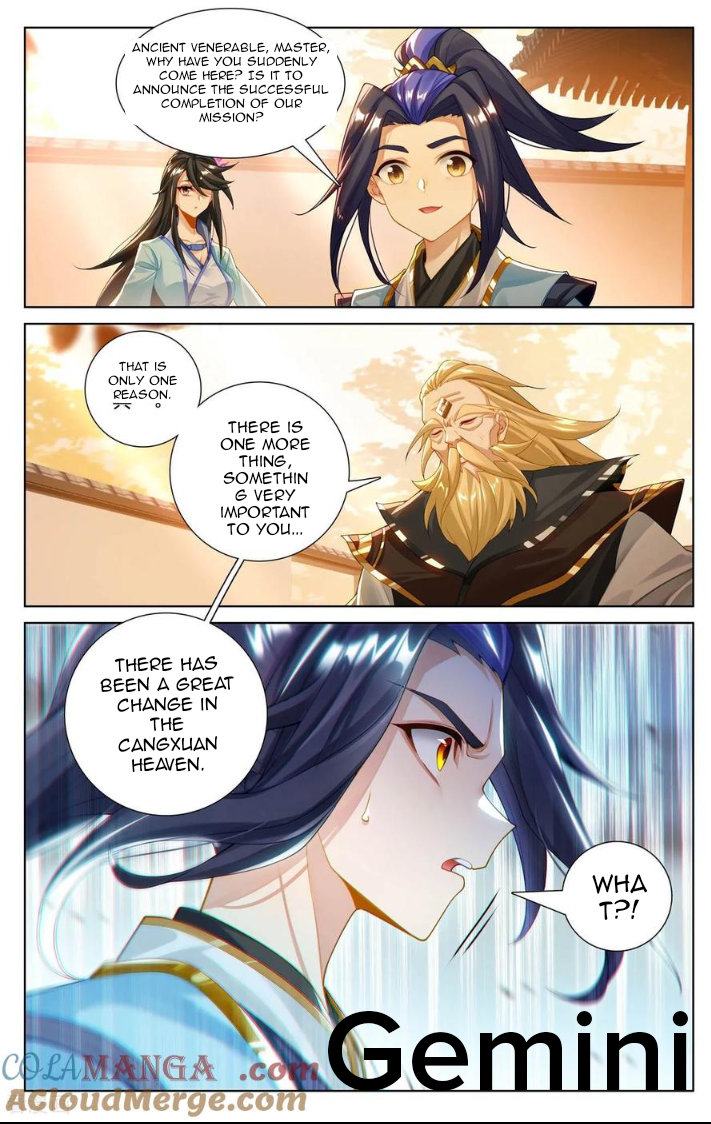 ANCIENT VENERABLE, MASTER,
WHY HAVE YOU SUDDENLY
COME HERE? IS IT TO
ANNOUNCE THE SUCCESSFUL
COMPLETION OF OUR
MISSION?
THAT IS
ONLY ONE
REASON.
THERE IS
ONE MORE
THING,
SOMETHIN
G VERY
IMPORTANT
TO YOU...
THERE HAS
BEEN A GREAT
CHANGE IN
THE
CANGXUAN
HEAVEN.
WHA
T?!
Gemini
COLAMANGA.com
AcloudMerge.com